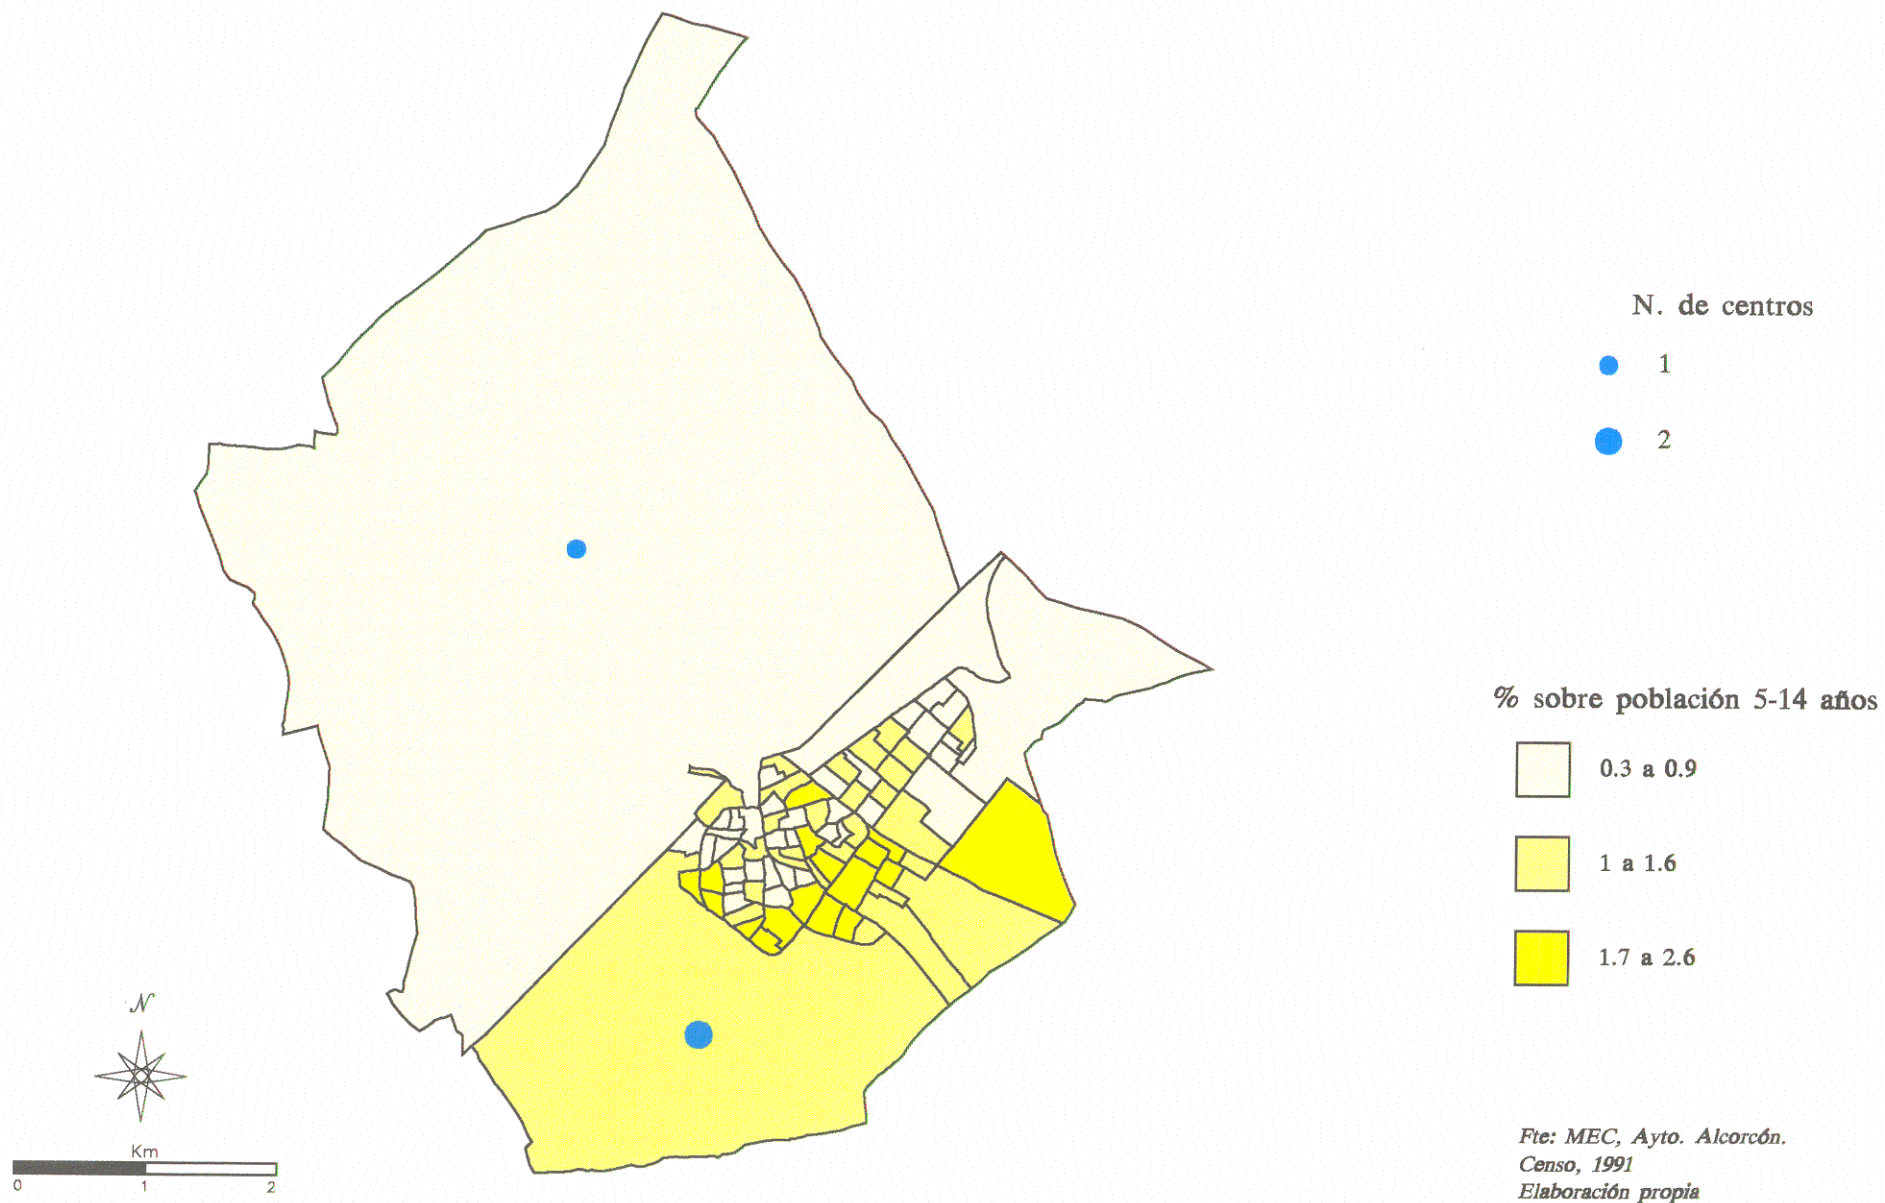 N. de centros
1
2
% sobre población 5-14 años
0.3 a 0.9
1 a 1.6
1.7 a 2.6
N
Km
0 1 2
Fte: MEC, Ayto. Alcorcón.
Censo, 1991
Elaboración propia